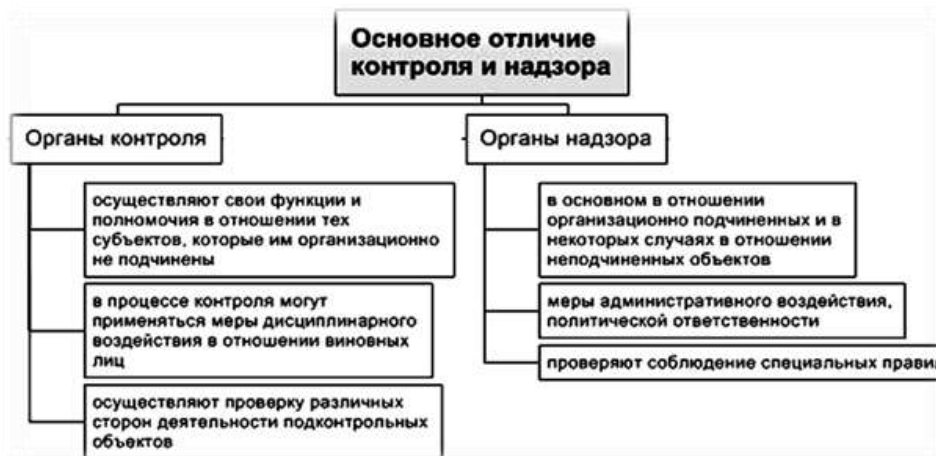 Основное отличие
контроля и надзора
Органы контроля
осуществляют свои функции и
полномочия в отношении тех
субъектов, которые им организационно
не подчинены
в процессе контроля могут
применяться меры дисциплинарного
воздействия в отношении виновных
лиц
осуществляют проверку различных
сторон деятельности подконтрольных
объектов
Органы надзора
в основном в отношении
организационно подчиненных и в
некоторых случаях в отношении
неподчиненных объектов
меры административного воздействия,
политической ответственности
проверяют соблюдение специальных прави